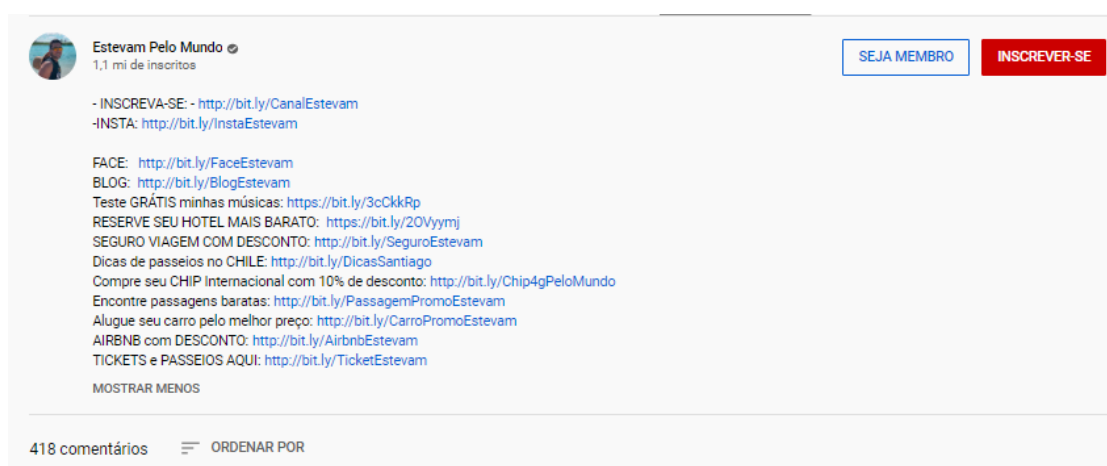 Estevam Pelo Mundo
1,1 mi de inscritos
SEJA MEMBRO
INSCREVER-SE
- INSCREVA-SE: - http://bit.ly/CanalEstevam
-INSTA: http://bit.ly/InstaEstevam
FACE: http://bit.ly/FaceEstevam
BLOG: http://bit.ly/BlogEstevam
Teste GRÁTIS minhas músicas: https://bit.ly/3cCkkRp
RESERVE SEU HOTEL MAIS BARATO: https://bit.ly/2OVyymj
SEGURO VIAGEM COM DESCONTO: http://bit.ly/SeguroEstevam
Dicas de passeios no CHILE: http://bit.ly/DicasSantiago
Compre seu CHIP Internacional com 10% de desconto: http://bit.ly/Chip4gPeloMundo
Encontre passagens baratas: http://bit.ly/PassagemPromoEstevam
Alugue seu carro pelo melhor preço: http://bit.ly/CarroPromoEstevam
AIRBNB com DESCONTO: http://bit.ly/AirbnbEstevam
TICKETS e PASSEIOS AQUI: http://bit.ly/TicketEstevam
MOSTRAR MENOS
418 comentários
ORDENAR POR